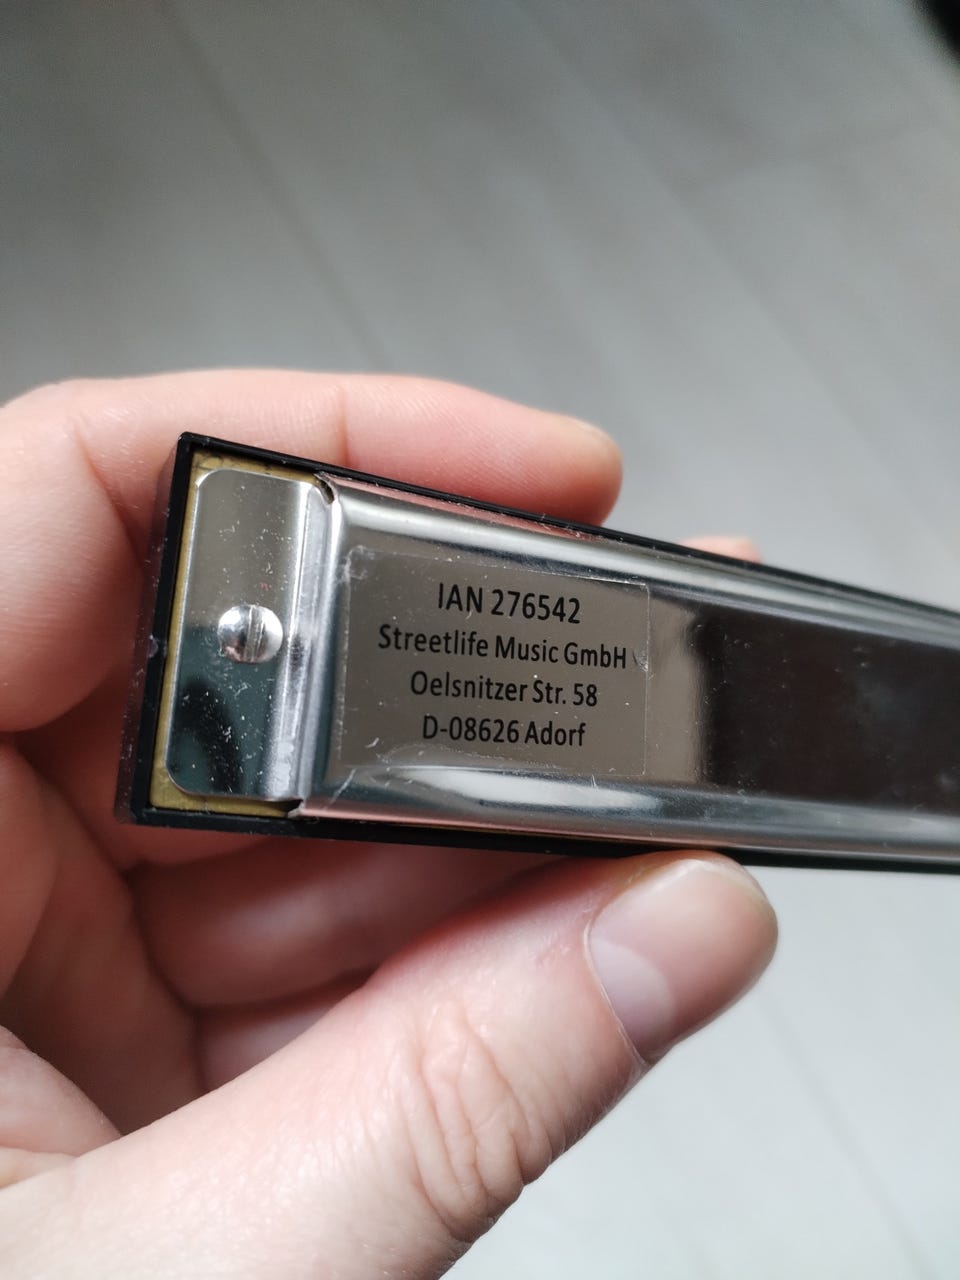 IAN 276542
Streetlife Music GmbH
Oelsnitzer Str. 58
D-08626 Adorf